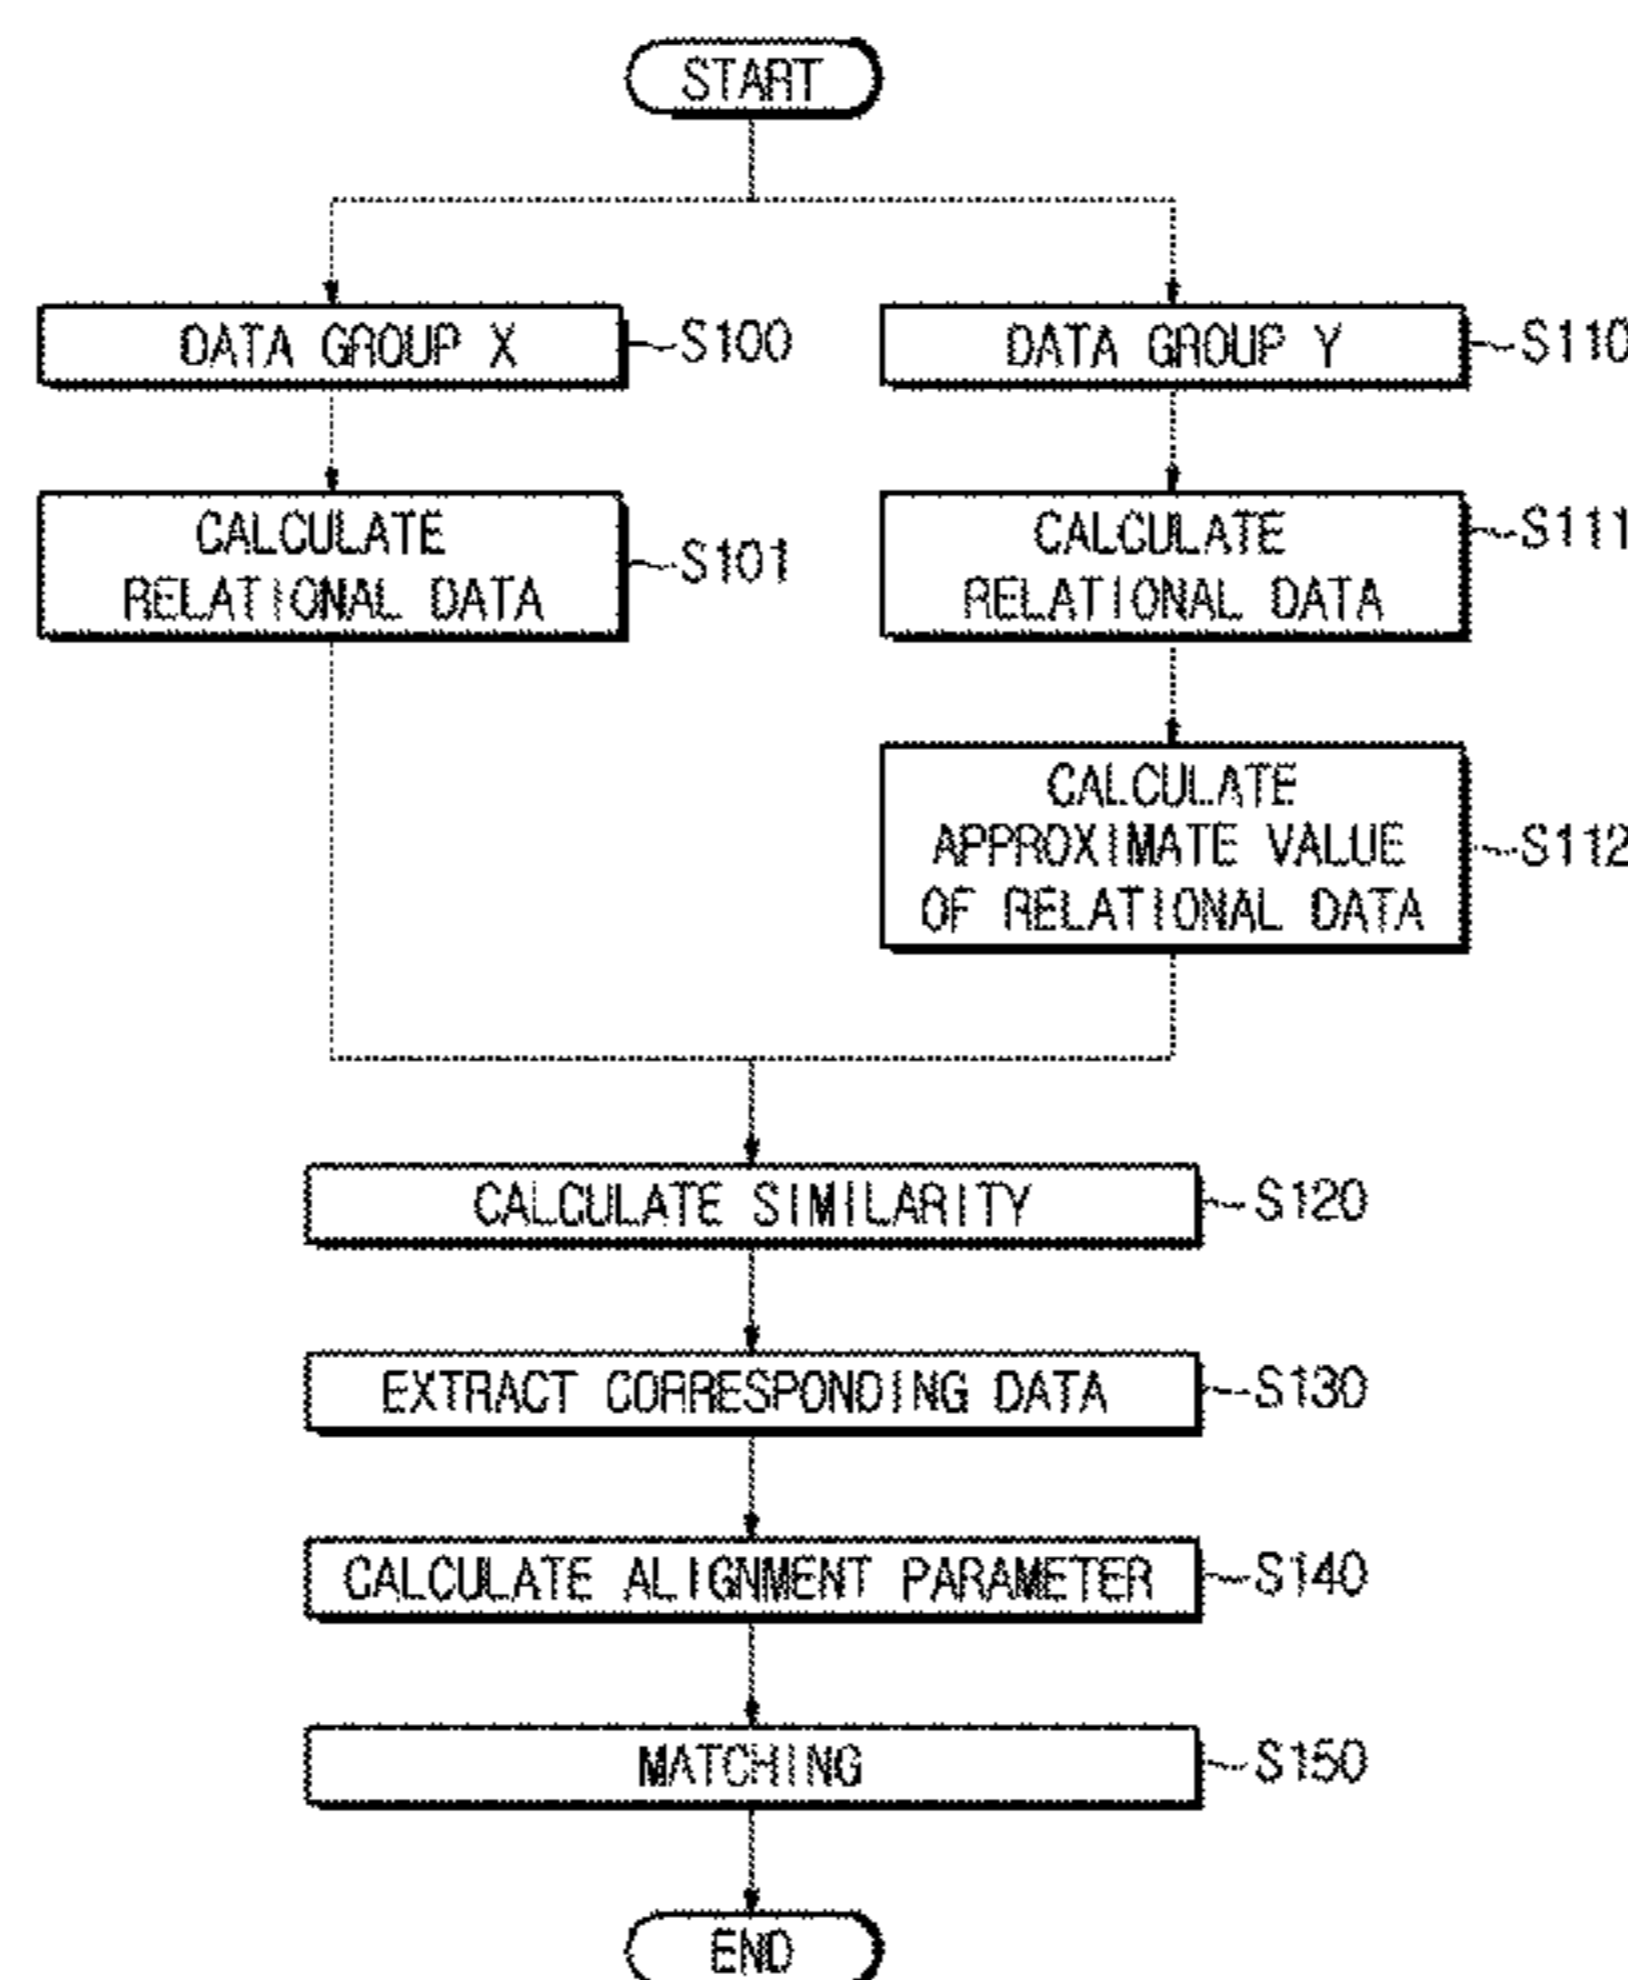 START
DATA GROUP X
S100
DATA GROUP Y
S110
CALCULATE
RELATIONAL DATA
S101
CALCULATE
RELATIONAL DATA
S111
CALCULATE
APPROXIMATE VALUE
OF RELATIONAL DATA
S112
CALCULATE SIMILARITY
S120
EXTRACT CORRESPONDING DATA
S130
CALCULATE ALIGNMENT PARAMETER
S140
MATCHING
S150
END